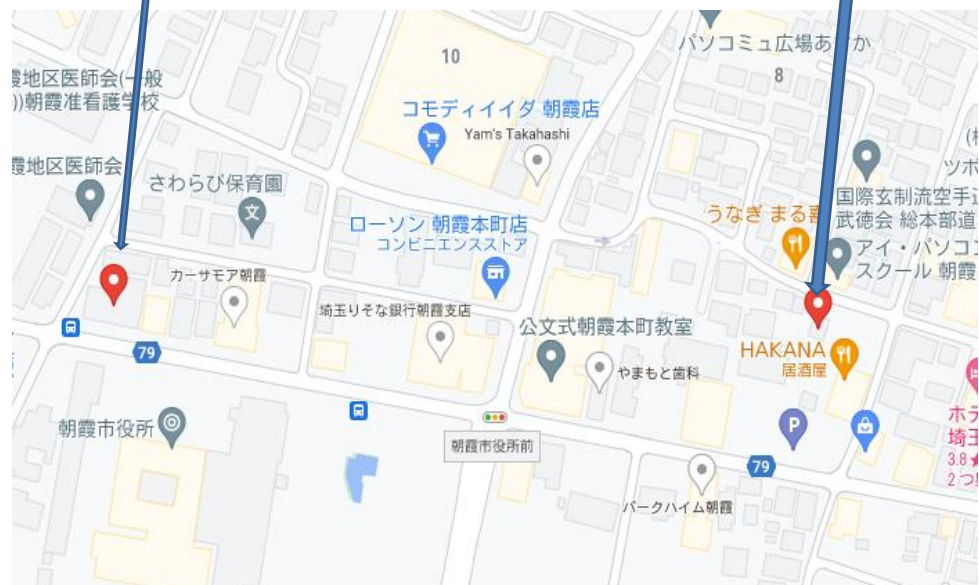 パソコミュ広場あ
か
10
8
霞地区医師会(一般
))朝霞准看護学校
コモディイイダ 朝霞店
Yam's Takahashi
霞地区医師会
さわらび保育園
文
国際玄制流空手道
武徳会 総本部道
ツボ
うなぎ まる
ローソン 朝霞本町店
コンビニエンスストア
アイ・パソコ
スクール 朝霞
カーサモア朝霞
埼玉りそな銀行朝霞支店
公文式朝霞本町教室
やまもと歯科
HAKANA
居酒屋
79
朝霞市役所
朝霞市役所前
P
79
パークハイム朝霞
ホテ
埼玉
3.8★
2つ